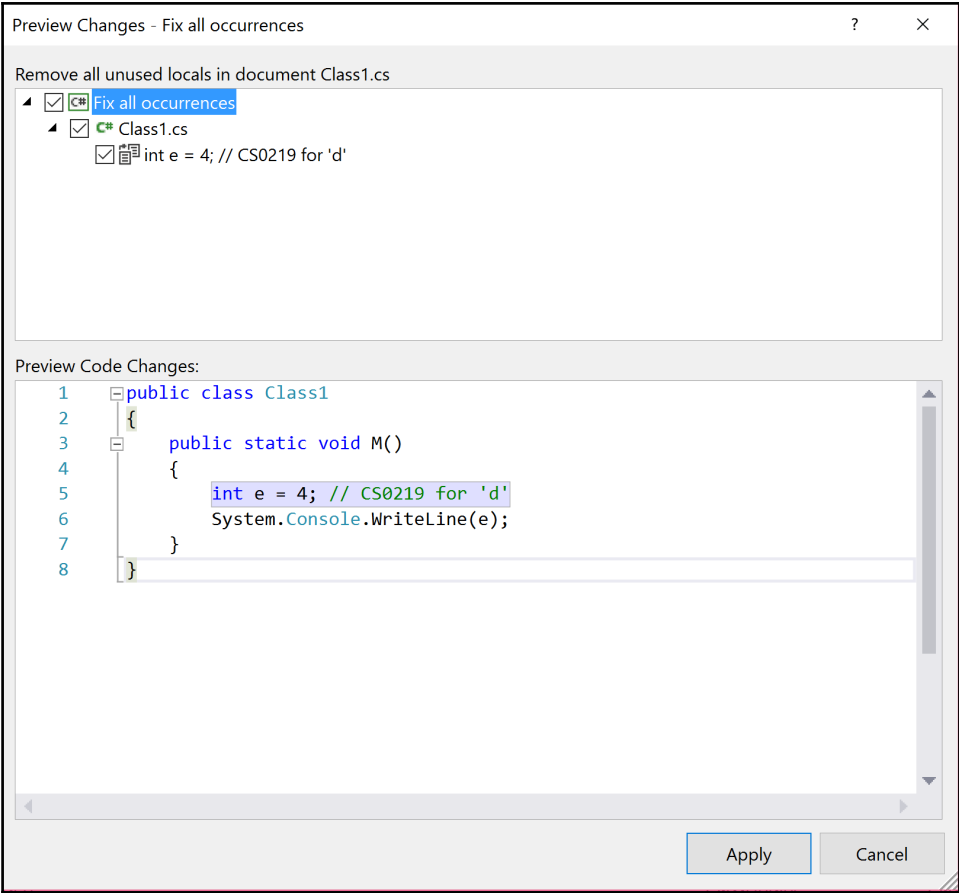 Preview Changes - Fix all occurrences ?
Remove all unused locals in document Class1.cs
C# Fix all occurrences
C# Class1.cs
int e = 4; // CS0219 for 'd'
Preview Code Changes:
1 public class Class1
2 {
3 public static void M()
4 {
5 int e = 4; // CS0219 for 'd'
6 System.Console.WriteLine(e);
7 }
8 }
Apply Cancel